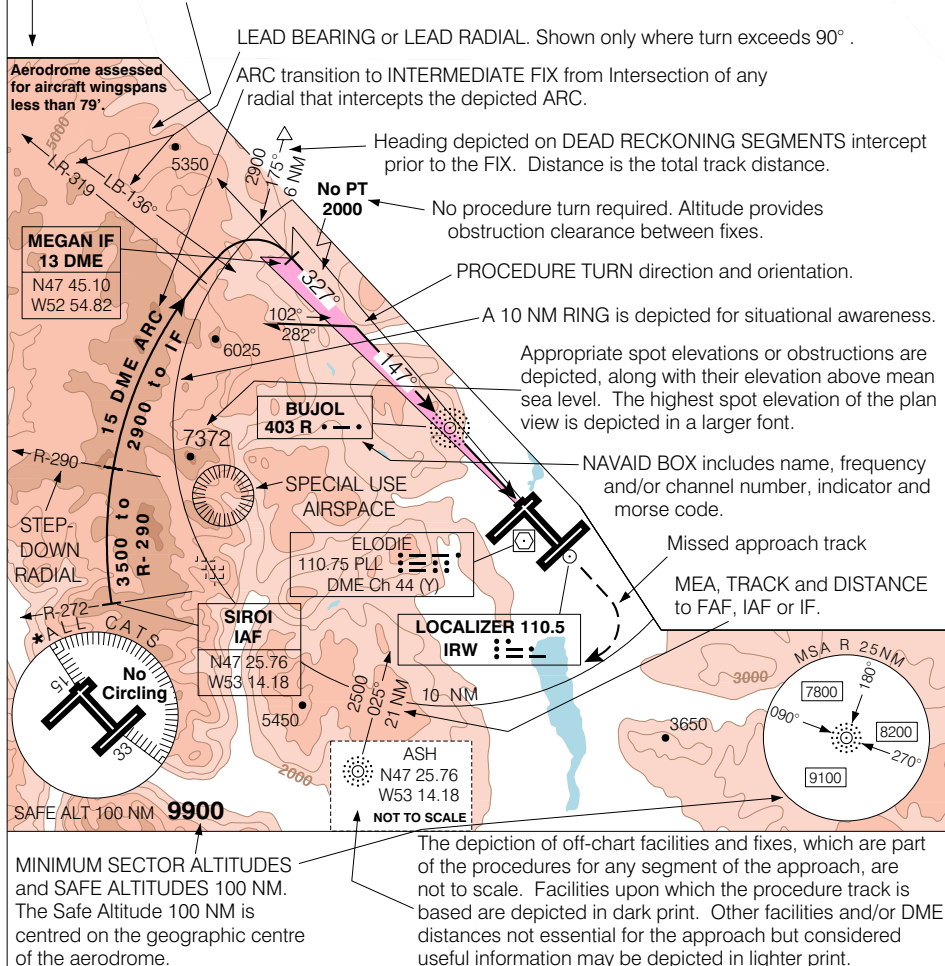 LEAD BEARING or LEAD RADIAL. Shown only where turn exceeds 90° .
Aerodrome assessed
for aircraft wingspans
less than 79'.
ARC transition to INTERMEDIATE FIX from Intersection of any
radial that intercepts the depicted ARC.
5000
5350
2900
175°
6 NM
Heading depicted on DEAD RECKONING SEGMENTS intercept
prior to the FIX. Distance is the total track distance.
LR-319
LB-136°
No PT
2000
No procedure turn required. Altitude provides
obstruction clearance between fixes.
MEGAN IF
13 DME
N47 45.10
W52 54.82
327°
PROCEDURE TURN direction and orientation.
102°
282°
A 10 NM RING is depicted for situational awareness.
15 DME ARC
2900 to IF
6025
147°
Appropriate spot elevations or obstructions are
depicted, along with their elevation above mean
sea level. The highest spot elevation of the plan
view is depicted in a larger font.
BUJOL
403 R
7372
R-290
NAVAID BOX includes name, frequency
and/or channel number, indicator and
morse code.
SPECIAL USE
AIRSPACE
STEP-
DOWN
RADIAL
3500 to
R-290
ELODIE
110.75 PLL
DME Ch 44 (Y)
Missed approach track
MEA, TRACK and DISTANCE
to FAF, IAF or IF.
R-272
SIROI
IAF
N47 25.76
W53 14.18
LOCALIZER 110.5
IRW
*ALL CATS
No
Circling
15
33
2500
025°
21 NM
10 NM
5450
2000
3000
3650
MSA R 25NM
7800
180°
090°
8200
270°
9100
ASH
N47 25.76
W53 14.18
NOT TO SCALE
SAFE ALT 100 NM 9900
MINIMUM SECTOR ALTITUDES
and SAFE ALTITUDES 100 NM.
The Safe Altitude 100 NM is
centred on the geographic centre
of the aerodrome.
The depiction of off-chart facilities and fixes, which are part
of the procedures for any segment of the approach, are
not to scale. Facilities upon which the procedure track is
based are depicted in dark print. Other facilities and/or DME
distances not essential for the approach but considered
useful information may be depicted in lighter print.